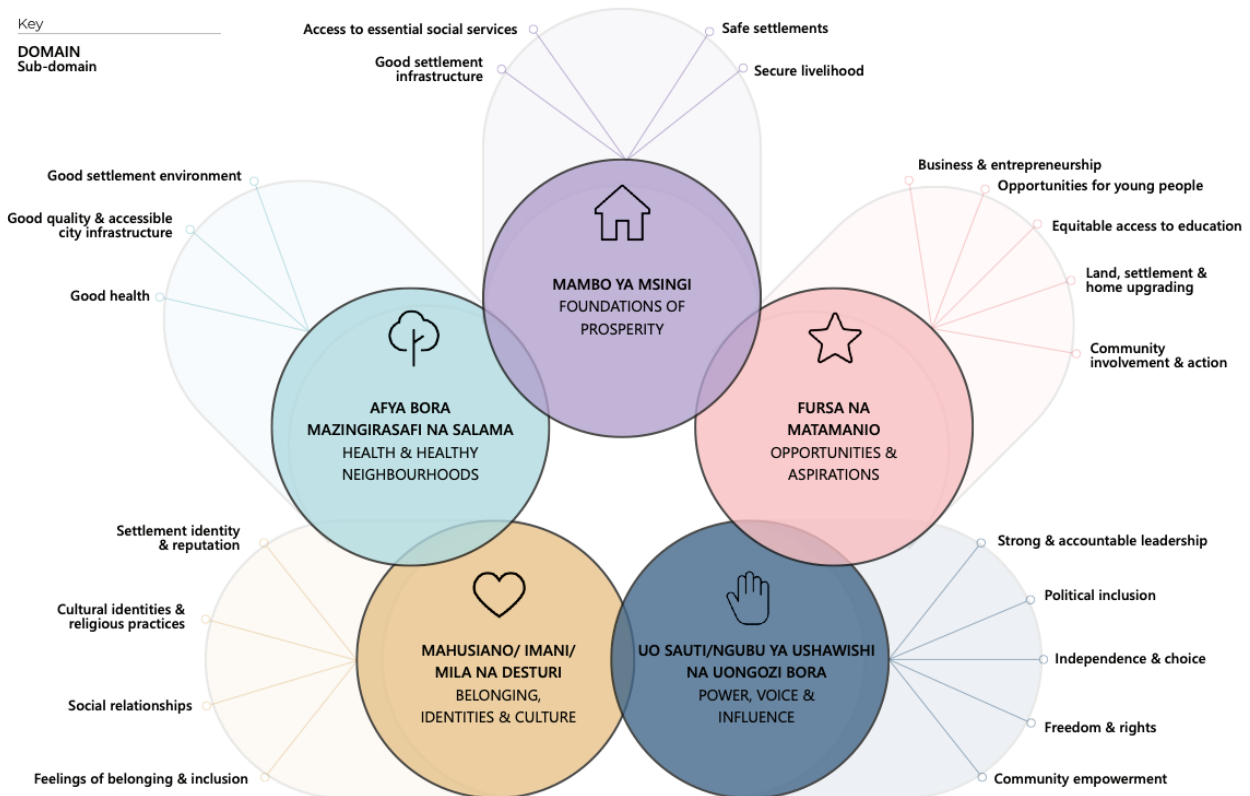 Key
DOMAIN
Sub-domain
Access to essential social services
Good settlement
infrastructure
Safe settlements
Secure livelihood
MAMBO YA MSINGI
FOUNDATIONS OF
PROSPERITY
Good settlement environment
Good quality & accessible
city infrastructure
Good health
AFYA BORA
MAZINGIRASAFI NA SALAMA
HEALTH & HEALTHY
NEIGHBOURHOODS
Business & entrepreneurship
Opportunities for young people
Equitable access to education
Land, settlement &
home upgrading
Community
involvement & action
FURSA NA
MATAMANIO
OPPORTUNITIES &
ASPIRATIONS
Settlement identity
& reputation
Cultural identities &
religious practices
Social relationships
Feelings of belonging & inclusion
MAHUSIANO/ IMANI/
MILA NA DESTURI
BELONGING,
IDENTITIES & CULTURE
UO SAUTI/NGUBU YA USHAWISHI
NA UONGOZI BORA
POWER, VOICE &
INFLUENCE
Strong & accountable leadership
Political inclusion
Independence & choice
Freedom & rights
Community empowerment